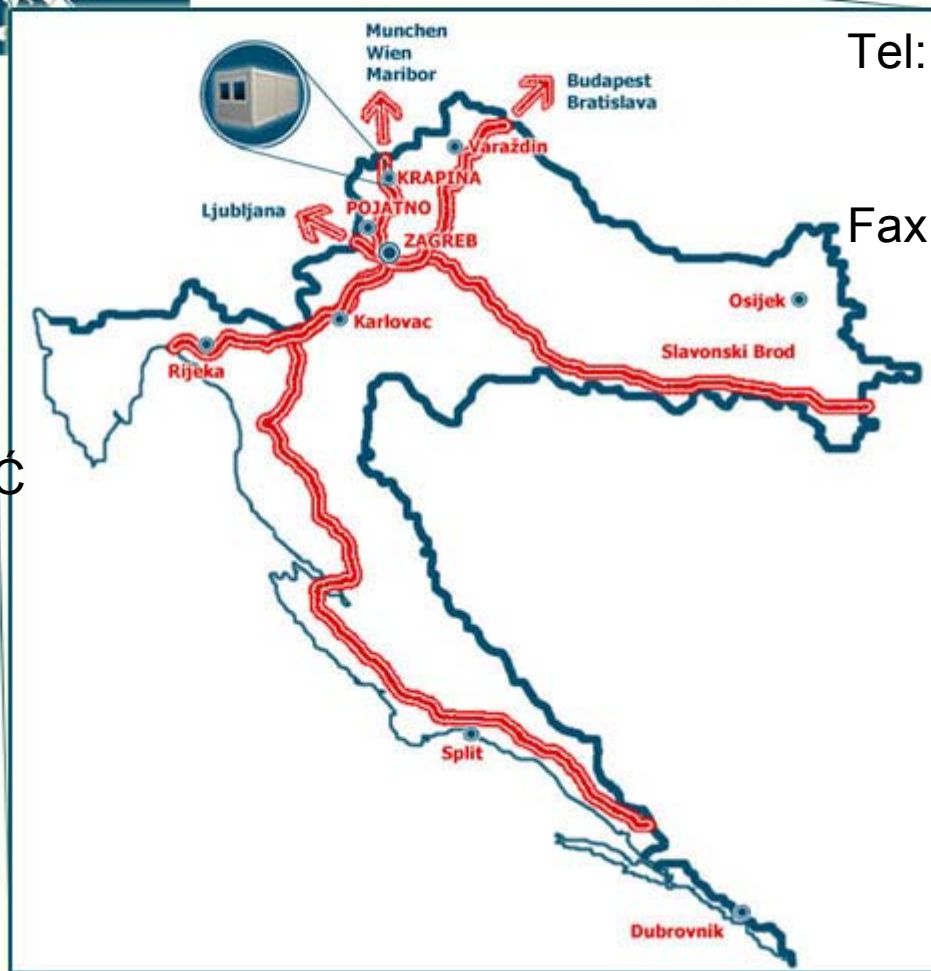 Munchen
Wien
Maribor
Tel:
Budapest
Bratislava
Varaždin
KRAPINA
Ljubljana
POJATNO
Fax
ZAGREB
Osijek
Karlovac
Slavonski Brod
Rijeka
Ć
Split
Dubrovnik